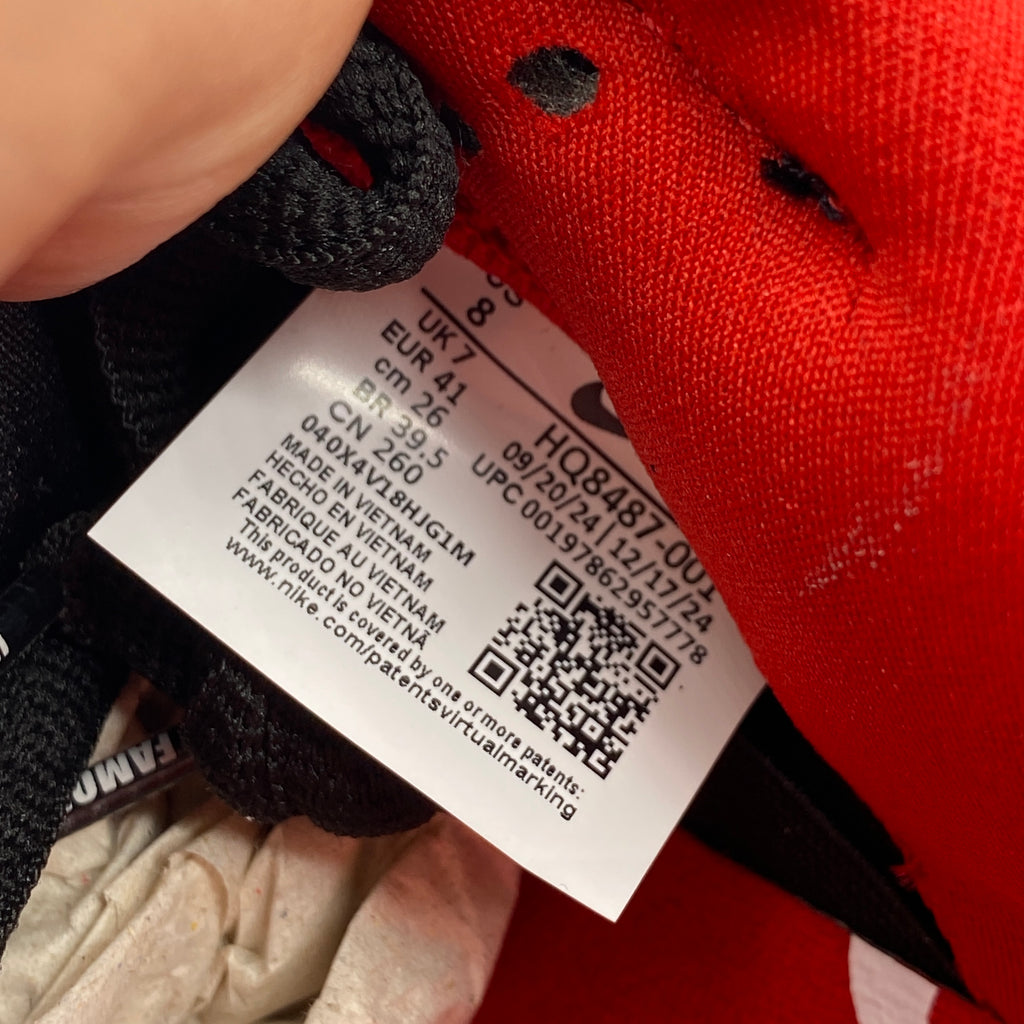 US
8
UK 7
EUR 41
cm 26
BR 39.5
CN 260
040X4V18HJG1M
MADE IN VIETNAM
HECHO EN VIETNAM
FABRIQUE AU VIETNAM
FABRICADO NO VIETNÃ
This product is covered by one or more patents:
www.nike.com/patentsvirtualmarking
HQ8487-001
09/20/24 | 12/17/24
UPC 00197862957778